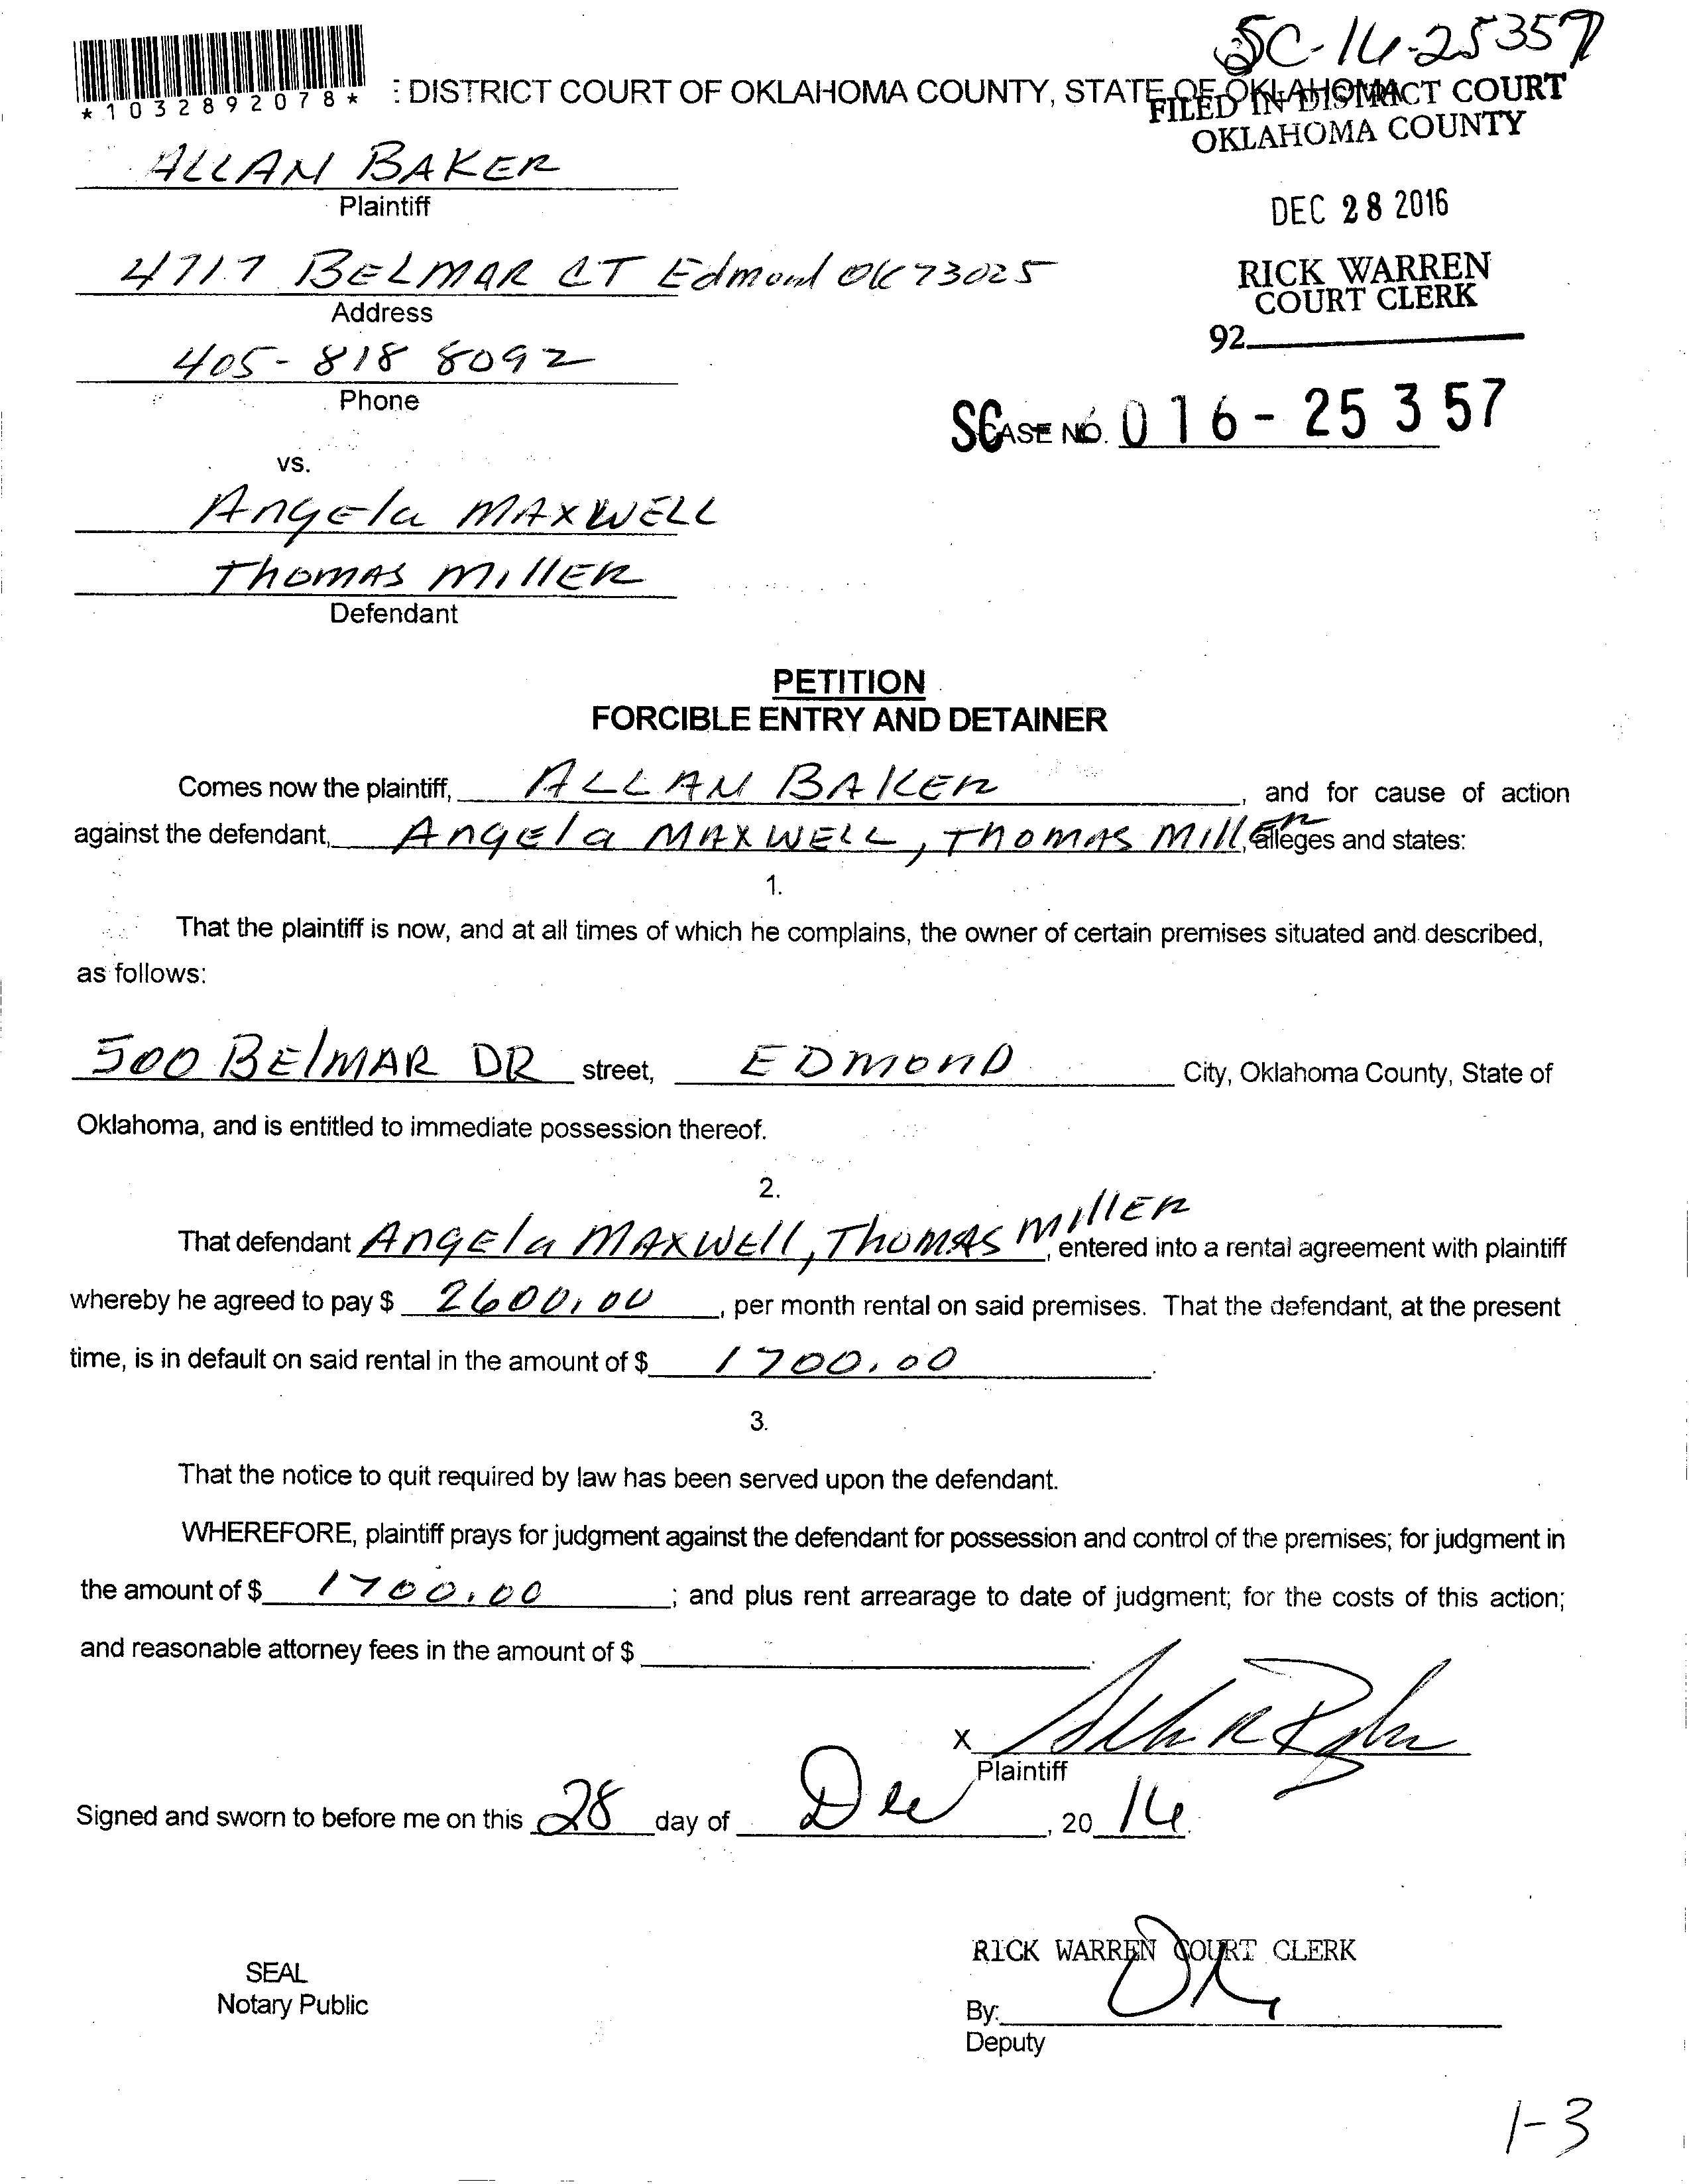 SC-16-25357
*1032892078*
: DISTRICT COURT OF OKLAHOMA COUNTY, STATE OF OKLAHOMA
FILED IN DISTRICT COURT
OKLAHOMA COUNTY
ALLAN BAKER
Plaintiff
DEC 28 2016
4717 BELMAR CT Edmond OK 73025
Address
RICK WARREN
COURT CLERK
92
405-818 8092
Phone
SCASE NO. 016-25357
vs.
Angela MAXWELL
Thomas Miller
Defendant
PETITION
FORCIBLE ENTRY AND DETAINER
Comes now the plaintiff, ALLAN BAKER, and for cause of action
against the defendant, Angela MAXWELL, Thomas Miller, alleges and states:
1.
That the plaintiff is now, and at all times of which he complains, the owner of certain premises situated and described,
as follows:
500 BElMAR DR street, EDMOND City, Oklahoma County, State of
Oklahoma, and is entitled to immediate possession thereof.
2.
That defendant Angela MAXWEll, Thomas Miller, entered into a rental agreement with plaintiff
whereby he agreed to pay $ 2600.00, per month rental on said premises. That the defendant, at the present
time, is in default on said rental in the amount of $ 1700.00.
3.
That the notice to quit required by law has been served upon the defendant.
WHEREFORE, plaintiff prays for judgment against the defendant for possession and control of the premises; for judgment in
the amount of $ 1700.00; and plus rent arrearage to date of judgment; for the costs of this action;
and reasonable attorney fees in the amount of $ .
X
Plaintiff
Signed and sworn to before me on this 28 day of Dec, 20 16.
RICK WARREN COURT CLERK
SEAL
Notary Public
By:
Deputy
1-3